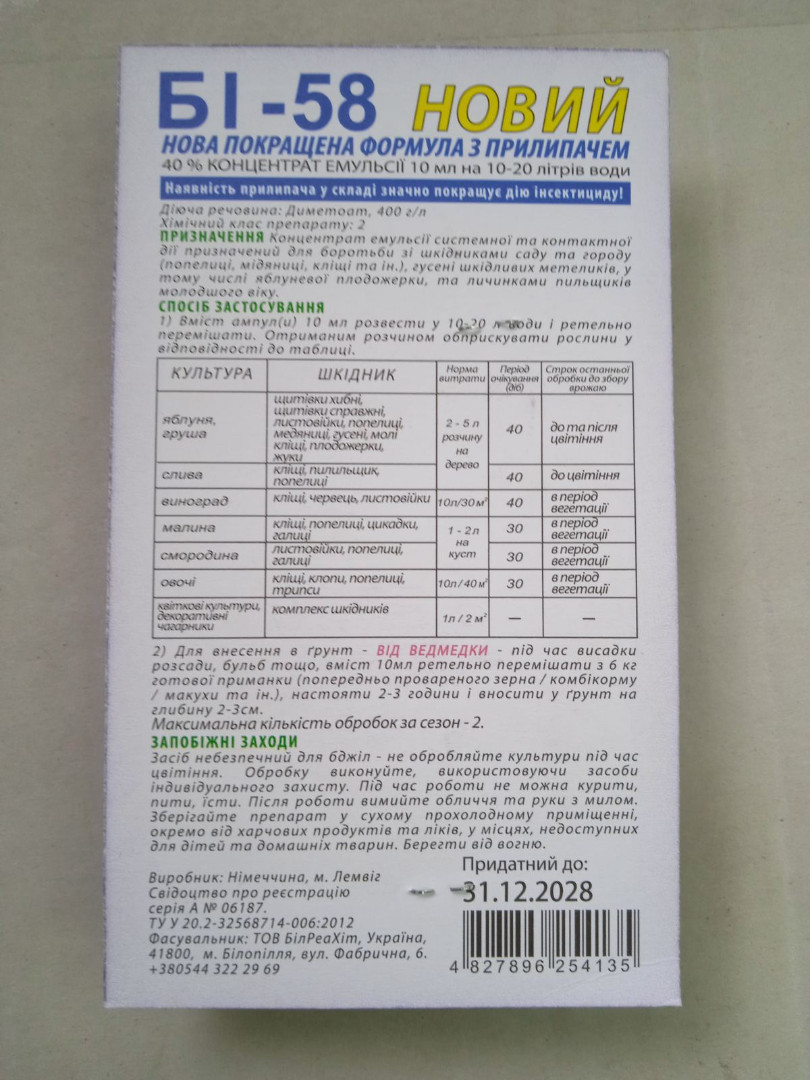 БІ-58 НОВИЙ
НОВА ПОКРАЩЕНА ФОРМУЛА З ПРИЛИПАЧЕМ
40 % КОНЦЕНТРАТ ЕМУЛЬСІЇ 10 мл на 10-20 літрів води
Наявність прилипача у складі значно покращує дію інсектициду!
Діюча речовина: Диметоат, 400 г/л
Хімічний клас препарату: 2
ПРИЗНАЧЕННЯ Концентрат емульсії системної та контактної
дії призначений для боротьби зі шкідниками саду та городу
(попелиці, мідяниці, кліщі та ін.), гусені шкідливих метеликів, у
тому числі яблуневої плодожерки, та личинками пильщиків
молодшого віку.
СПОСІБ ЗАСТОСУВАННЯ
1) Вміст ампул(и) 10 мл розвести у 10-20 л води і ретельно
перемішати. Отриманим розчином обприскувати рослини у
відповідності до таблиці.
КУЛЬТУРА ШКІДНИК Норма витрати Період очікування (діб) Строк останньої обробки до збору врожаю
яблуня,
груша
щитівки хибні,
щитівки справжні,
листовійки, попелиці,
медяниці, гусені, молі
кліщі, плодожерки,
жуки
2 - 5 л
розчину
на
дерево
40
до та після
цвітіння
слива
кліщі, пилильщик,
попелиці
40
до цвітіння
виноград кліщі, червець, листовійки 10л/30 м² 40 в період
вегетації
малина
кліщі, попелиці, цикадки,
галиці
1 - 2 л
на
куст
30
в період
вегетації
смородина
листовійки, попелиці,
галиці
30
в період
вегетації
овочі
кліщі, клопи, попелиці,
трипси
10л / 40 м²
30
в період
вегетації
квіткові культури,
декоративні
чагарники
комплекс шкідників
1л / 2 м²
—
—
2) Для внесення в ґрунт - ВІД ВЕДМЕДКИ - під час висадки
розсади, бульб тощо, вміст 10мл ретельно перемішати з 6 кг
готової приманки (попередньо провареного зерна / комбікорму
/ макухи та ін.), настояти 2-3 години і вносити у ґрунт на
глибину 2-3см.
Максимальна кількість обробок за сезон - 2.
ЗАПОБІЖНІ ЗАХОДИ
Засіб небезпечний для бджіл - не обробляйте культури під час
цвітіння. Обробку виконуйте, використовуючи засоби
індивідуального захисту. Під час роботи не можна курити,
пити, їсти. Після роботи вимийте обличчя та руки з милом.
Зберігайте препарат у сухому прохолодному приміщенні,
окремо від харчових продуктів та ліків, у місцях, недоступних
для дітей та домашніх тварин. Берегти від вогню.
Придатний до:
31.12.2028
Виробник: Німеччина, м. Лемвіг
Свідоцтво про реєстрацію
серія А № 06187.
ТУ У 20.2-32568714-006:2012
Фасувальник: ТОВ БілРеаХіт, Україна,
41800, м. Білопілля, вул. Фабрична, 6.
+380544 322 29 69
4 827896 254135